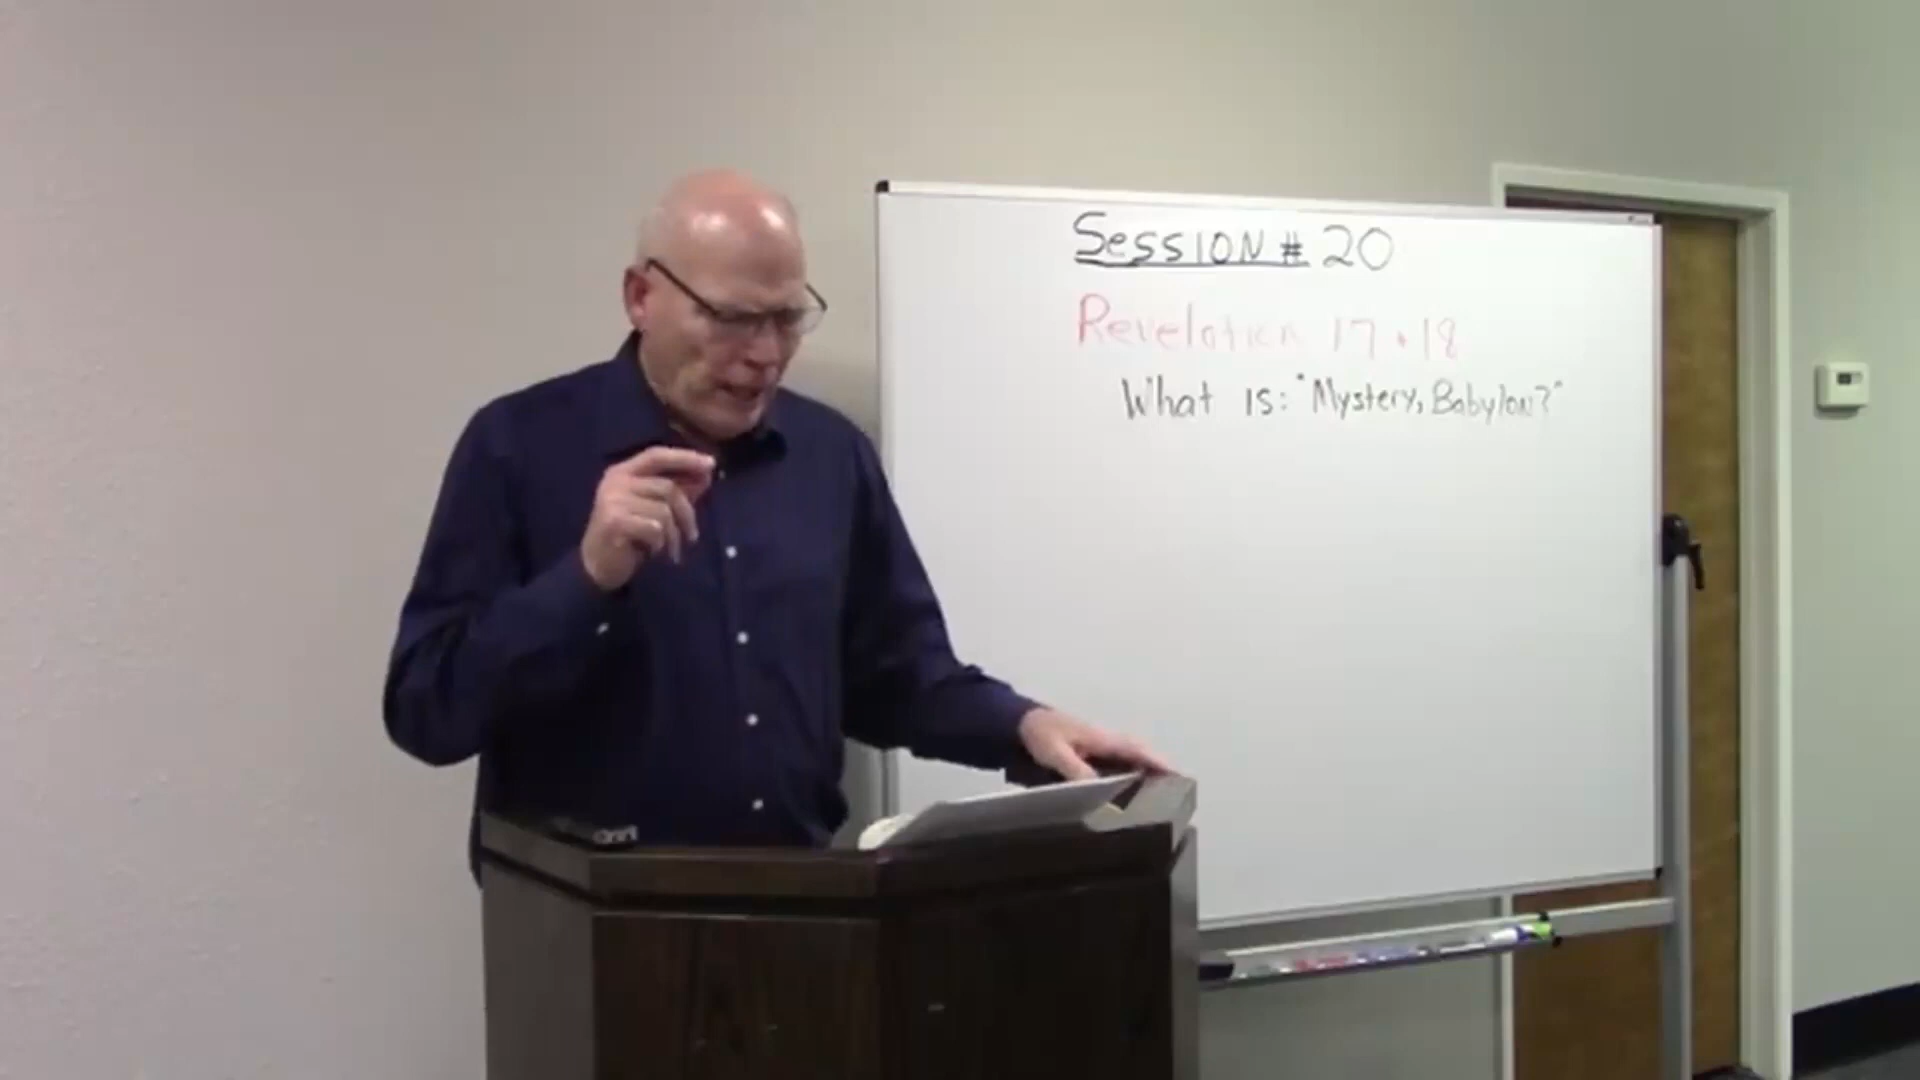 Session # 20
Revelation 17 + 18
What is: "Mystery, Babylon?"